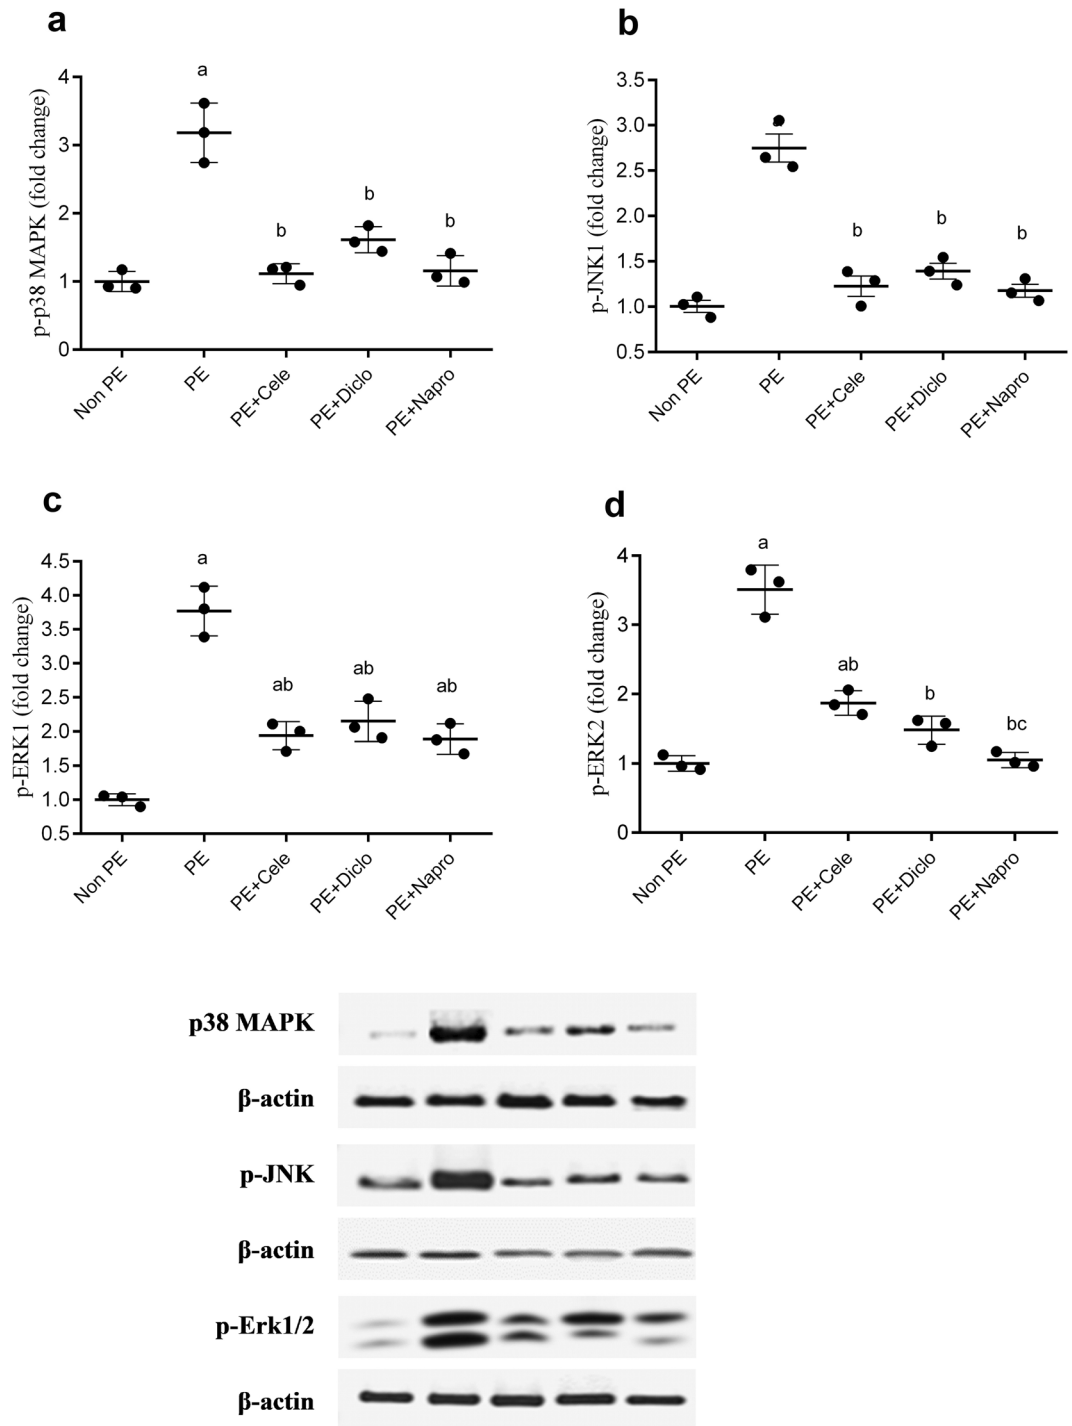 a
p-p38 MAPK (fold change)
4
3
2
1
0
a
b
b
b
Non PE
PE
PE+Cele
PE+Diclo
PE+Napro
b
p-JNK1 (fold change)
3.5
3.0
2.5
2.0
1.5
1.0
0.5
a
b
b
b
Non PE
PE
PE+Cele
PE+Diclo
PE+Napro
c
p-ERK1 (fold change)
4.5
4.0
3.5
3.0
2.5
2.0
1.5
1.0
0.5
a
ab
ab
ab
Non PE
PE
PE+Cele
PE+Diclo
PE+Napro
d
p-ERK2 (fold change)
4
3
2
1
0
a
ab
b
bc
Non PE
PE
PE+Cele
PE+Diclo
PE+Napro
p38 MAPK
β-actin
p-JNK
β-actin
p-Erk1/2
β-actin